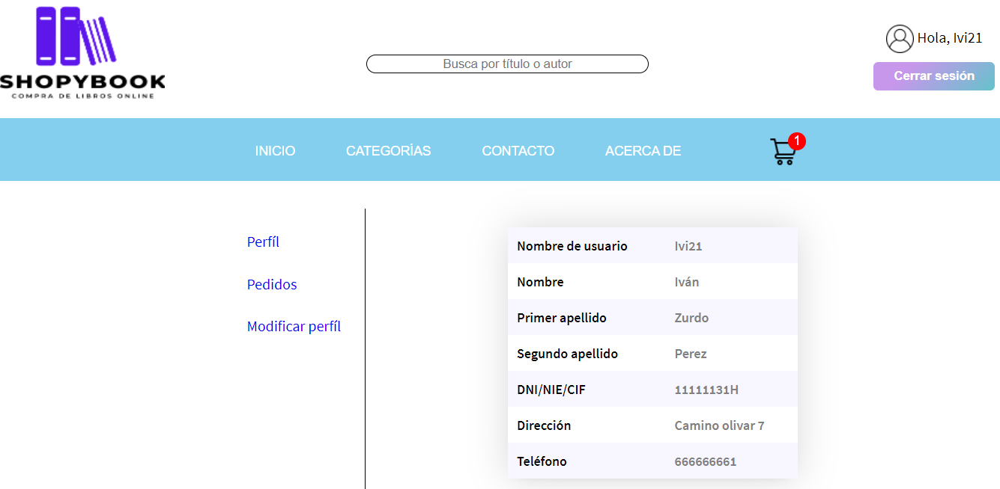 SHOPYBOOK
COMPRA DE LIBROS ONLINE
Busca por título o autor
Hola, Ivi21
Cerrar sesión
INICIO CATEGORÍAS CONTACTO ACERCA DE 1
Perfíl
Pedidos
Modificar perfíl
Nombre de usuario Ivi21
Nombre Iván
Primer apellido Zurdo
Segundo apellido Perez
DNI/NIE/CIF 11111131H
Dirección Camino olivar 7
Teléfono 666666661